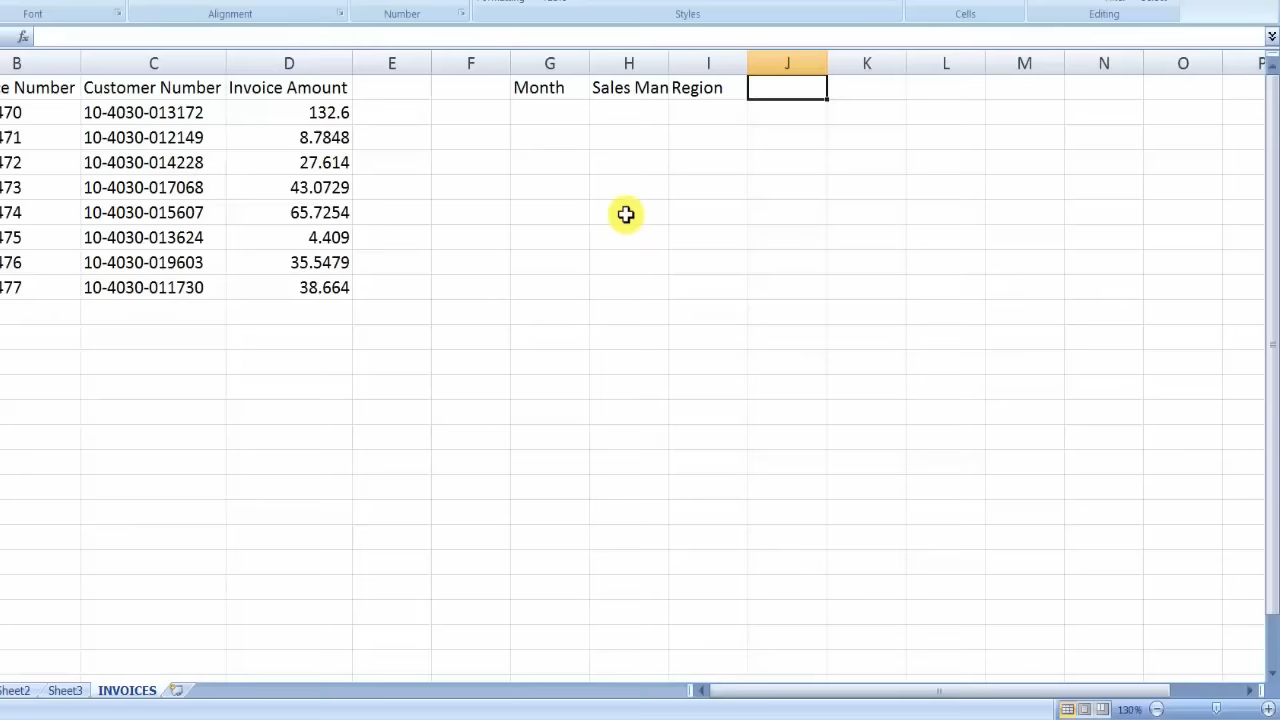 Font Alignment Number Styles Cells Editing
fx
B C D E F G H I J K L M N O P
ce Number Customer Number Invoice Amount Month Sales Man Region
470 10-4030-013172 132.6
471 10-4030-012149 8.7848
472 10-4030-014228 27.614
473 10-4030-017068 43.0729
474 10-4030-015607 65.7254
475 10-4030-013624 4.409
476 10-4030-019603 35.5479
477 10-4030-011730 38.664
Sheet2 Sheet3 INVOICES
130%